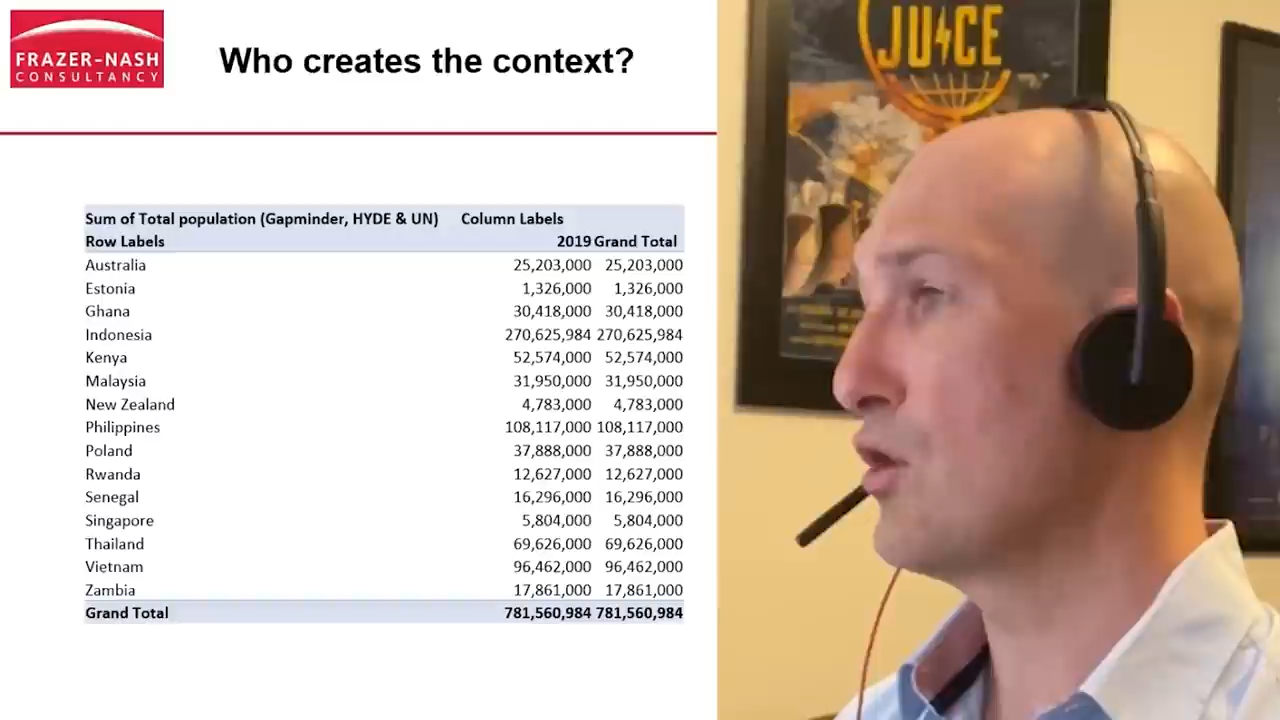 FRAZER-NASH
CONSULTANCY
Who creates the context?
Sum of Total population (Gapminder, HYDE & UN) Column Labels
Row Labels 2019 Grand Total
Australia 25,203,000 25,203,000
Estonia 1,326,000 1,326,000
Ghana 30,418,000 30,418,000
Indonesia 270,625,984 270,625,984
Kenya 52,574,000 52,574,000
Malaysia 31,950,000 31,950,000
New Zealand 4,783,000 4,783,000
Philippines 108,117,000 108,117,000
Poland 37,888,000 37,888,000
Rwanda 12,627,000 12,627,000
Senegal 16,296,000 16,296,000
Singapore 5,804,000 5,804,000
Thailand 69,626,000 69,626,000
Vietnam 96,462,000 96,462,000
Zambia 17,861,000 17,861,000
Grand Total 781,560,984 781,560,984
JUICE